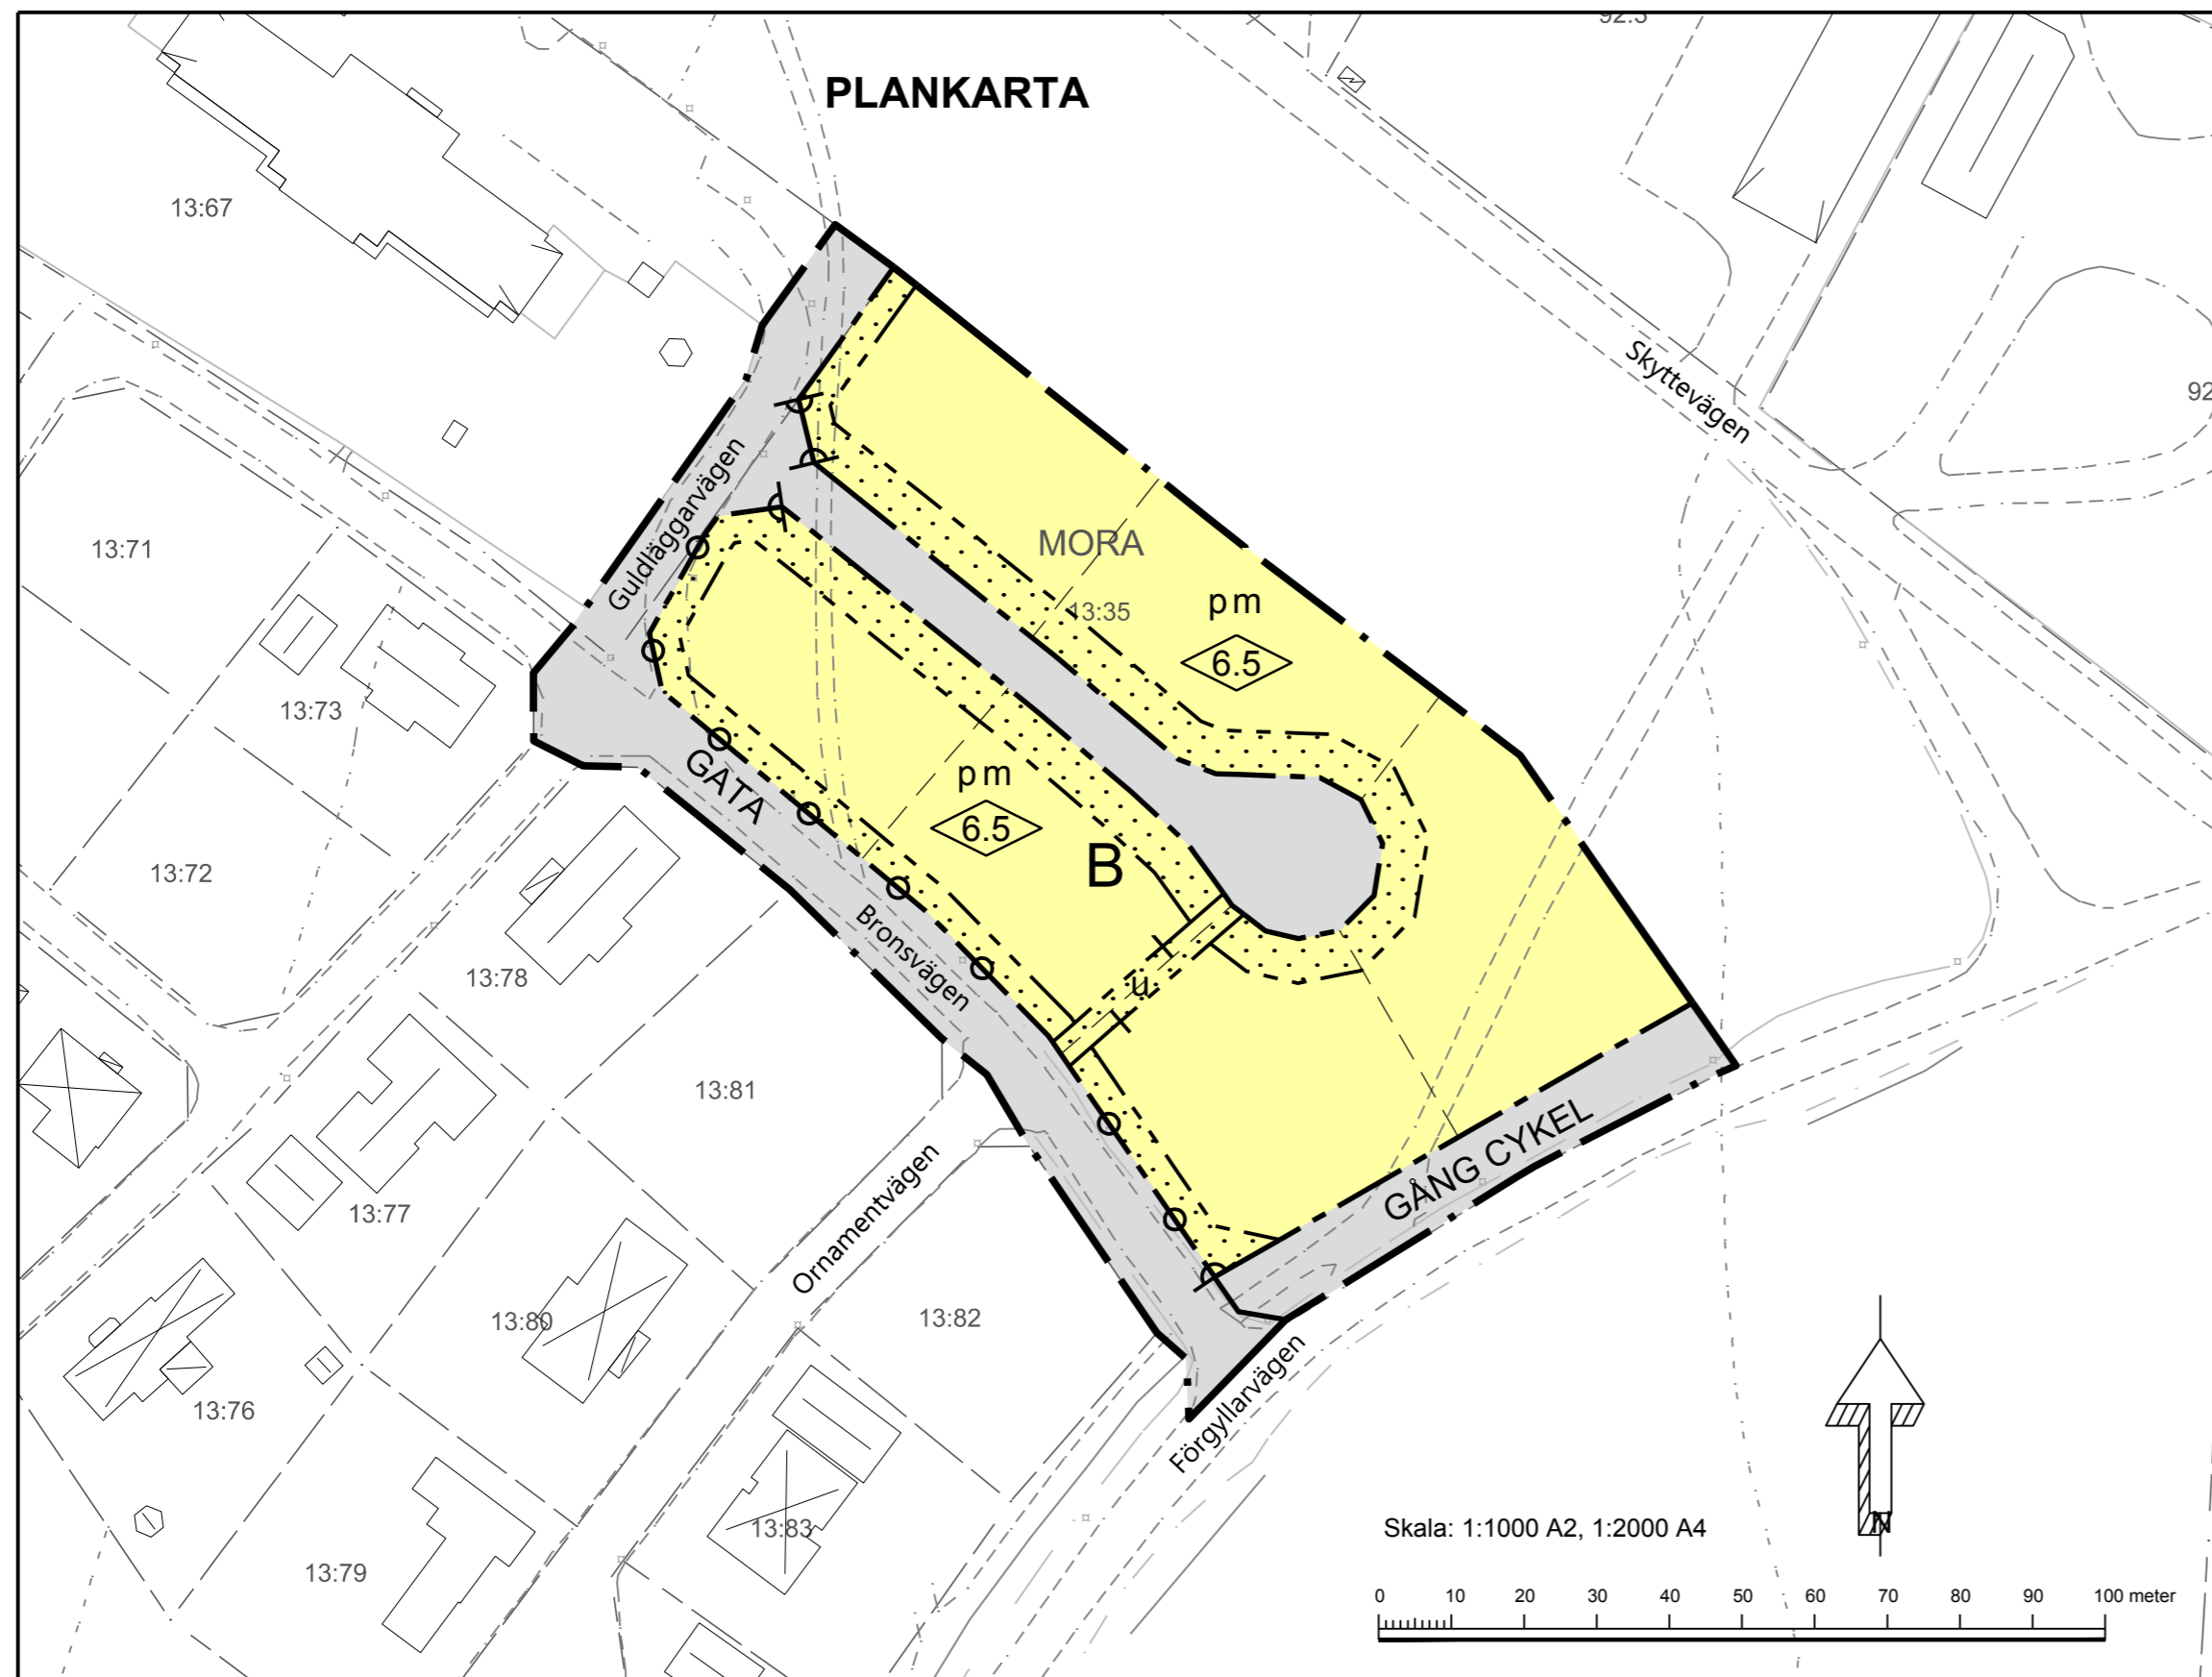 PLANKARTA
13:67
Skyttevägen
92
Guldläggarvägen
MORA
13:35
pm
6.5
13:71
13:73
13:72
GATA
pm
6.5
B
Bronsvägen
u
13:78
13:81
13:77
GÅNG CYKEL
Ornamentvägen
13:80
13:82
13:76
Förgyllarvägen
13:83
13:79
N
Skala: 1:1000 A2, 1:2000 A4
0 10 20 30 40 50 60 70 80 90 100 meter